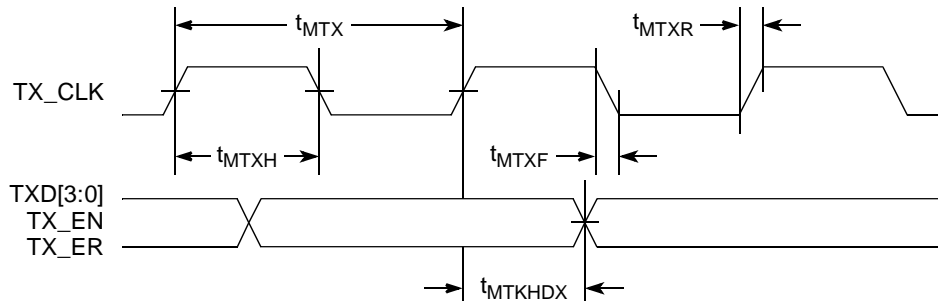 tMTX
tMTXR
TX_CLK
tMTXH
tMTXF
TXD[3:0]
TX_EN
TX_ER
tMTKHDX